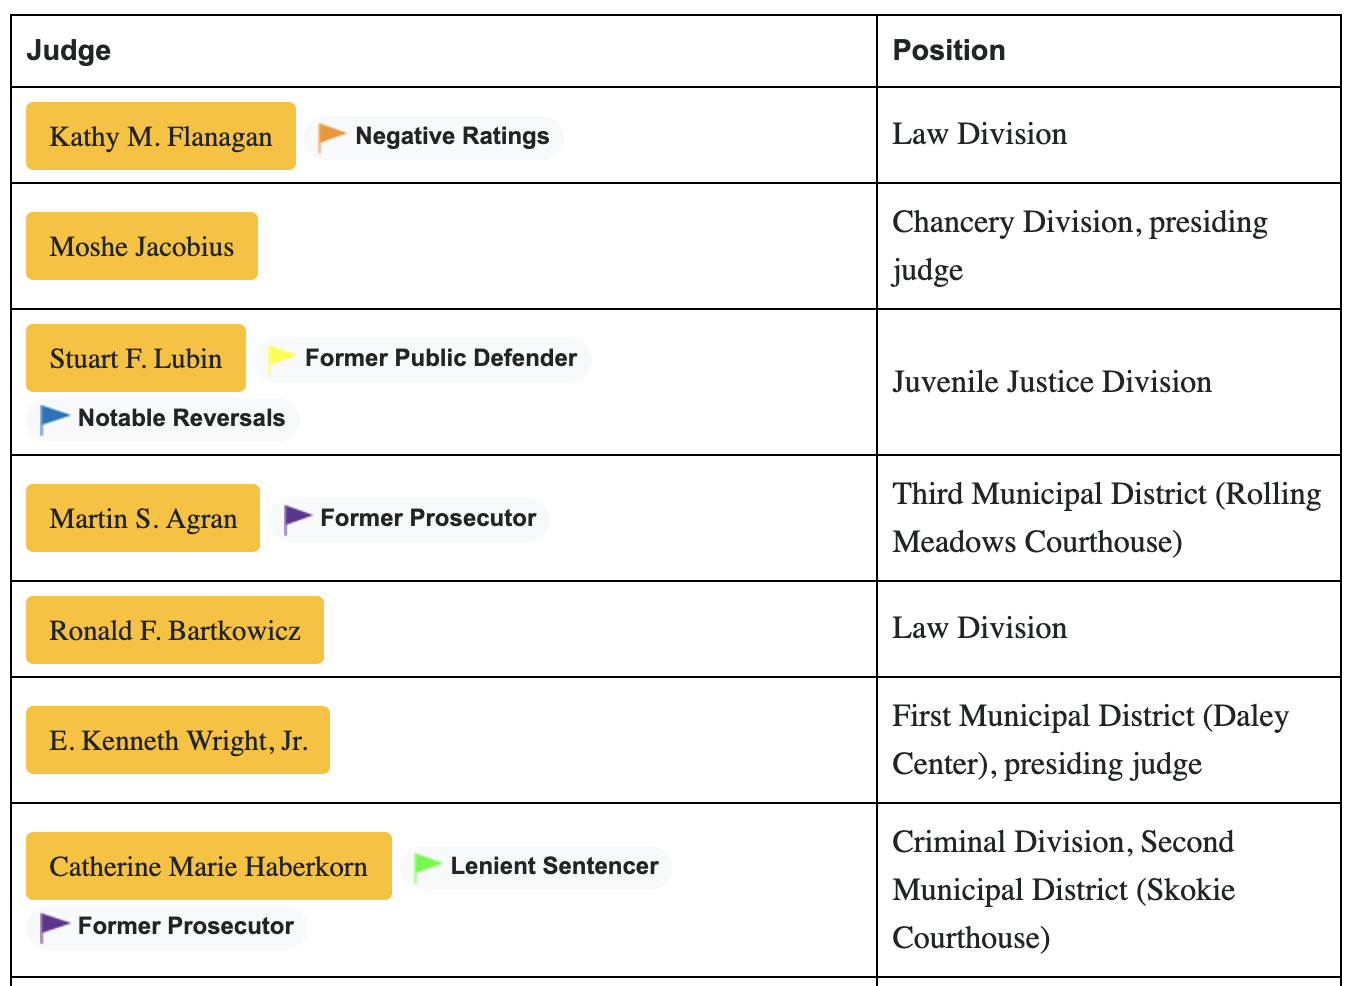 Judge
Position
Kathy M. Flanagan
Negative Ratings
Law Division
Moshe Jacobius
Chancery Division, presiding
judge
Stuart F. Lubin
Former Public Defender
Notable Reversals
Juvenile Justice Division
Martin S. Agran
Former Prosecutor
Third Municipal District (Rolling
Meadows Courthouse)
Ronald F. Bartkowicz
Law Division
E. Kenneth Wright, Jr.
First Municipal District (Daley
Center), presiding judge
Catherine Marie Haberkorn
Lenient Sentencer
Former Prosecutor
Criminal Division, Second
Municipal District (Skokie
Courthouse)